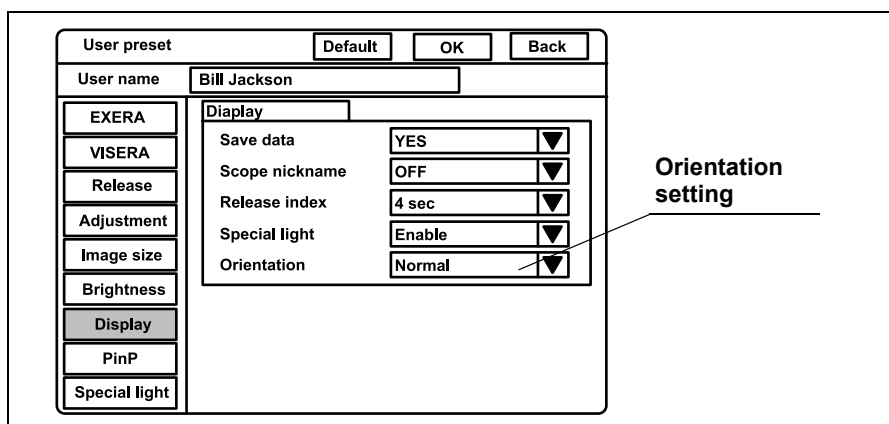 User preset Default OK Back
User name Bill Jackson
EXERA
VISERA
Release
Adjustment
Image size
Brightness
Display
PinP
Special light
Diaplay
Save data YES
Scope nickname OFF
Release index 4 sec
Special light Enable
Orientation Normal
Orientation
setting